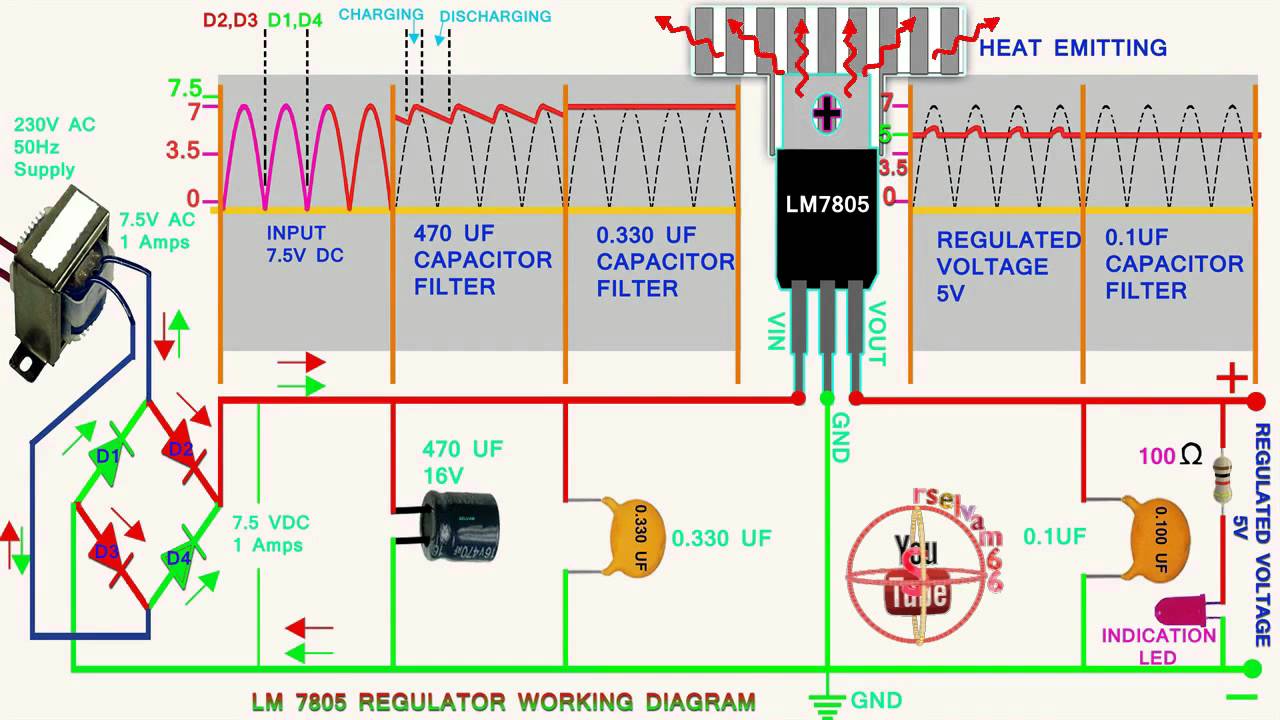 D2,D3 D1,D4
CHARGING
DISCHARGING
HEAT EMITTING
7.5
7
3.5
0
230V AC
50Hz
Supply
7.5V AC
1 Amps
INPUT
7.5V DC
470 UF
CAPACITOR
FILTER
0.330 UF
CAPACITOR
FILTER
LM7805
7
5
3.5
0
REGULATED
VOLTAGE
5V
0.1UF
CAPACITOR
FILTER
VIN
VOUT
GND
+
D1
D2
D3
D4
7.5 VDC
1 Amps
470 UF
16V
SELVAM
16V470
0.330 UF
0.330 UF
rselvam66
You
Tube
0.1UF
0.100 UF
100Ω
REGULATED VOLTAGE
5V
INDICATION
LED
−
GND
LM 7805 REGULATOR WORKING DIAGRAM